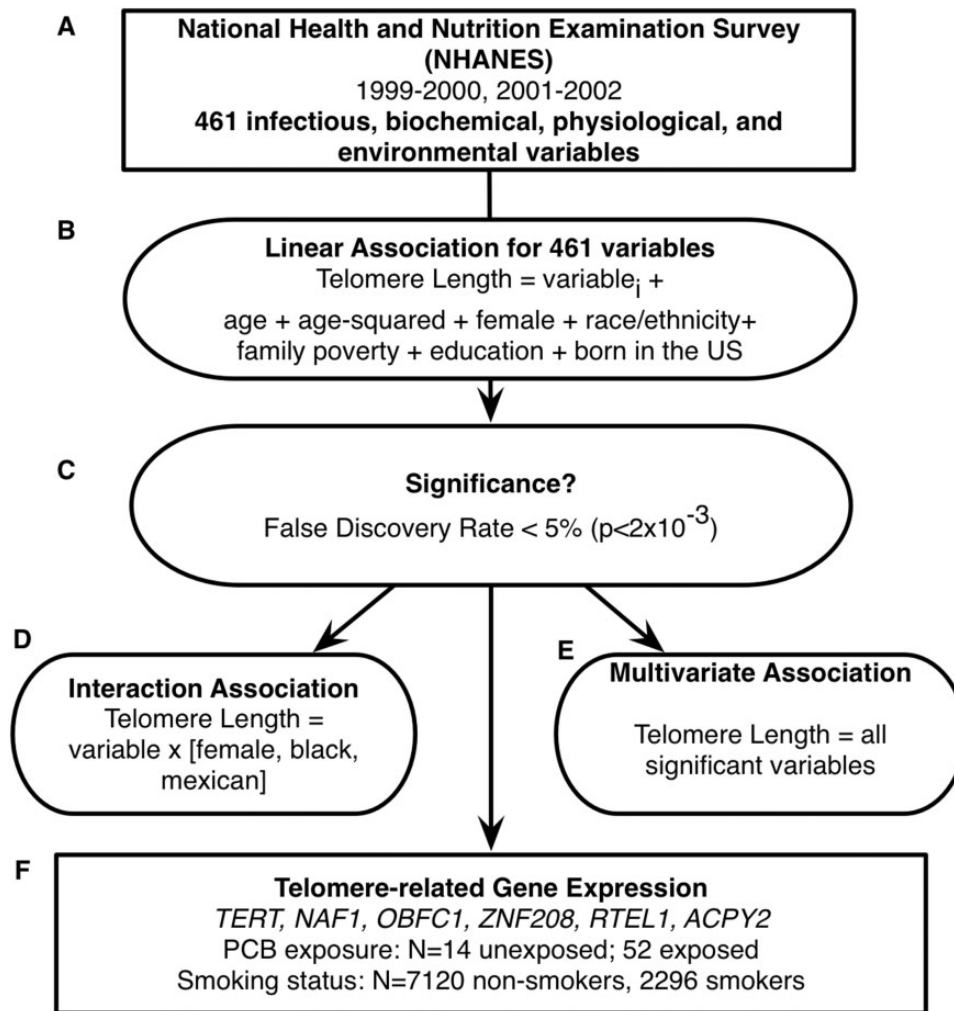 A
National Health and Nutrition Examination Survey
(NHANES)
1999-2000, 2001-2002
461 infectious, biochemical, physiological, and
environmental variables
B
Linear Association for 461 variables
Telomere Length = variableᵢ +
age + age-squared + female + race/ethnicity+
family poverty + education + born in the US
C
Significance?
False Discovery Rate < 5% (p<2x10⁻³)
D
Interaction Association
Telomere Length =
variable x [female, black,
mexican]
E
Multivariate Association
Telomere Length = all
significant variables
F
Telomere-related Gene Expression
TERT, NAF1, OBFC1, ZNF208, RTEL1, ACPY2
PCB exposure: N=14 unexposed; 52 exposed
Smoking status: N=7120 non-smokers, 2296 smokers